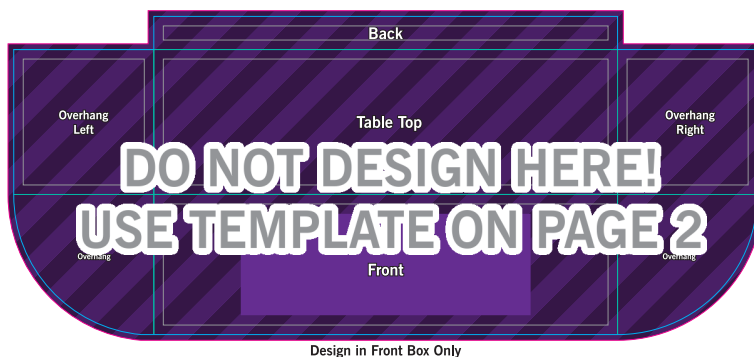 Back
Overhang
Left
Table Top
Overhang
Right
DO NOT DESIGN HERE!
USE TEMPLATE ON PAGE 2
Overhang
Overhang
Front
Design in Front Box Only